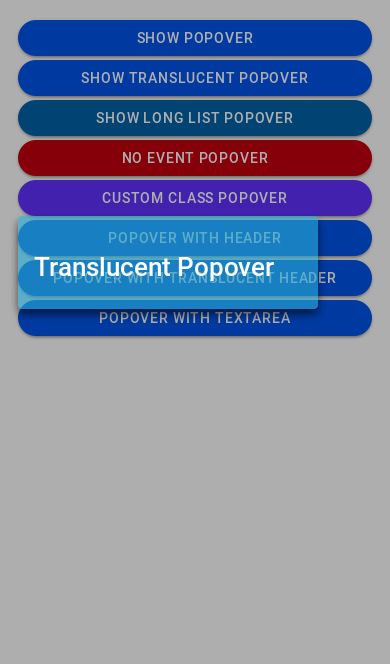 SHOW POPOVER
SHOW TRANSLUCENT POPOVER
SHOW LONG LIST POPOVER
NO EVENT POPOVER
CUSTOM CLASS POPOVER
POPOVER WITH HEADER
Translucent Popover
POPOVER WITH TRANSLUCENT HEADER
POPOVER WITH TEXTAREA